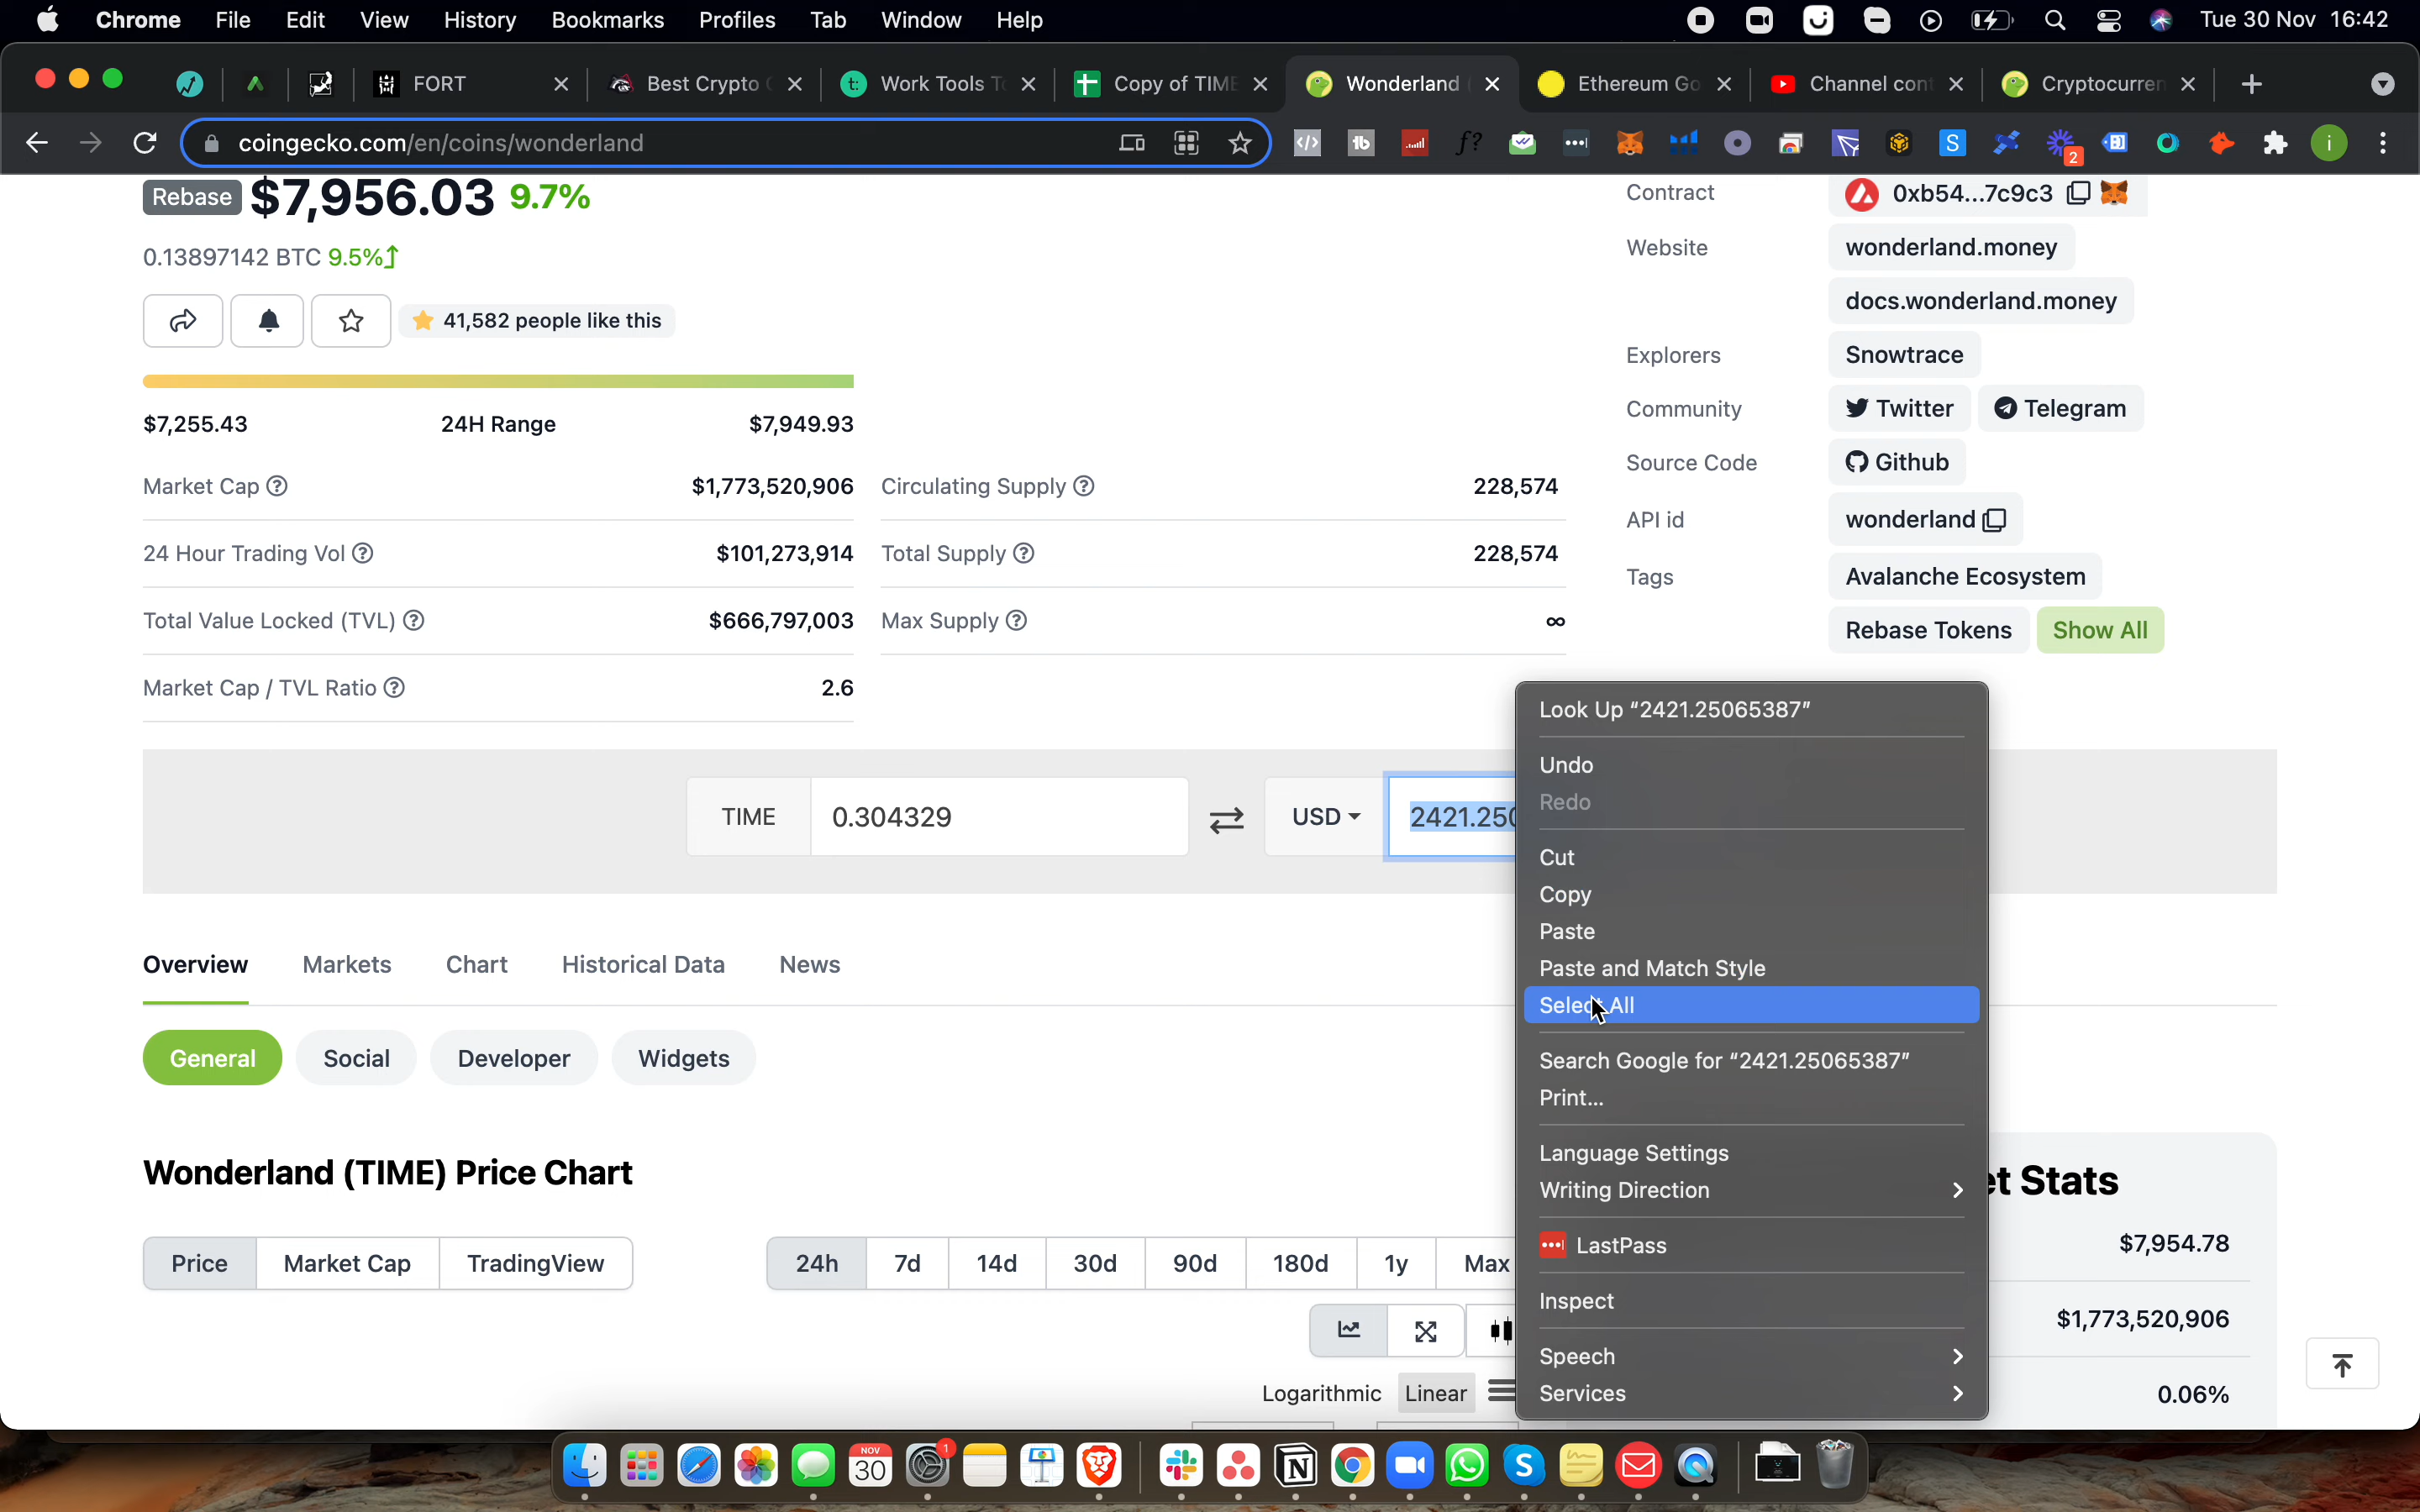 Chrome File Edit View History Bookmarks Profiles Tab Window Help Tue 30 Nov 16:42
FORT Best Crypto Work Tools Copy of TIME Wonderland Ethereum Go Channel con Cryptocurren
coingecko.com/en/coins/wonderland
2
Rebase $7,956.03 9.7%
0.13897142 BTC 9.5%
41,582 people like this
$7,255.43 24H Range $7,949.93
Market Cap $1,773,520,906 Circulating Supply 228,574
24 Hour Trading Vol $101,273,914 Total Supply 228,574
Total Value Locked (TVL) $666,797,003 Max Supply ∞
Market Cap / TVL Ratio 2.6
Contract 0xb54...7c9c3
Website wonderland.money
docs.wonderland.money
Explorers Snowtrace
Community Twitter Telegram
Source Code Github
API id wonderland
Tags Avalanche Ecosystem
Rebase Tokens Show All
TIME 0.304329 USD 2421.250
Look Up “2421.25065387”
Undo
Redo
Cut
Copy
Paste
Paste and Match Style
Select All
Search Google for “2421.25065387”
Print...
Language Settings
Writing Direction
LastPass
Inspect
Speech
Services
Overview Markets Chart Historical Data News
General Social Developer Widgets
Wonderland (TIME) Price Chart
Price Market Cap TradingView 24h 7d 14d 30d 90d 180d 1y Max
Logarithmic Linear
et Stats
$7,954.78
$1,773,520,906
0.06%
NOV
30
1